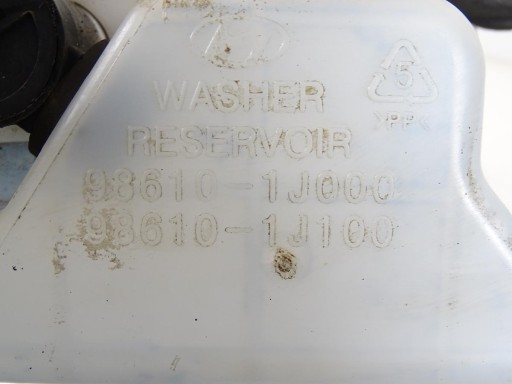 WASHER
RESERVOIR
98610-1J000
98610-1J100
5
>PP<